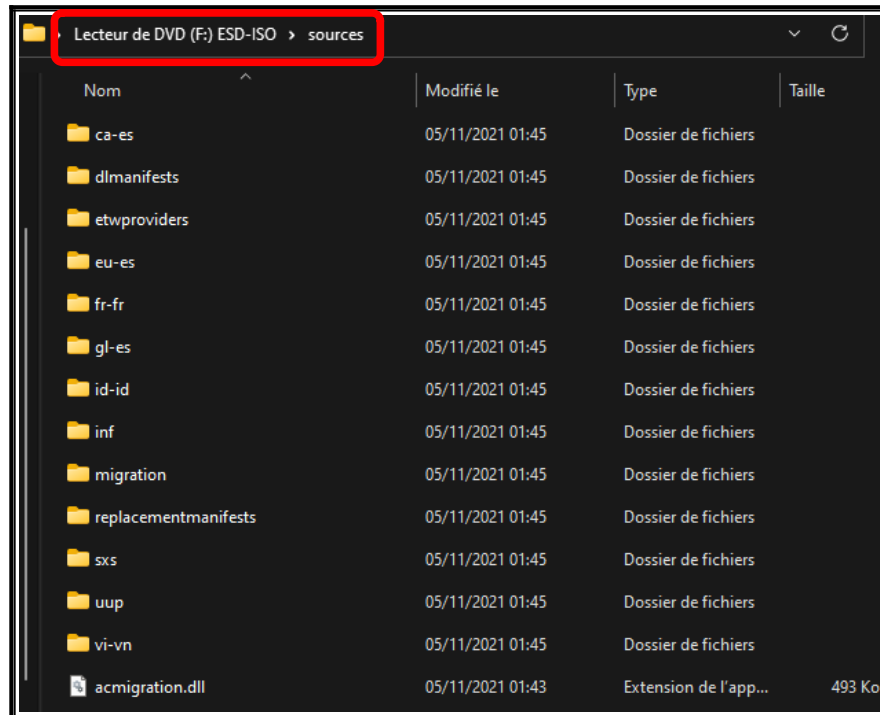 Lecteur de DVD (F:) ESD-ISO > sources
Nom Modifié le Type Taille
ca-es 05/11/2021 01:45 Dossier de fichiers
dlmanifests 05/11/2021 01:45 Dossier de fichiers
etwproviders 05/11/2021 01:45 Dossier de fichiers
eu-es 05/11/2021 01:45 Dossier de fichiers
fr-fr 05/11/2021 01:45 Dossier de fichiers
gl-es 05/11/2021 01:45 Dossier de fichiers
id-id 05/11/2021 01:45 Dossier de fichiers
inf 05/11/2021 01:45 Dossier de fichiers
migration 05/11/2021 01:45 Dossier de fichiers
replacementmanifests 05/11/2021 01:45 Dossier de fichiers
sxs 05/11/2021 01:45 Dossier de fichiers
uup 05/11/2021 01:45 Dossier de fichiers
vi-vn 05/11/2021 01:45 Dossier de fichiers
acmigration.dll 05/11/2021 01:43 Extension de l'app... 493 Ko